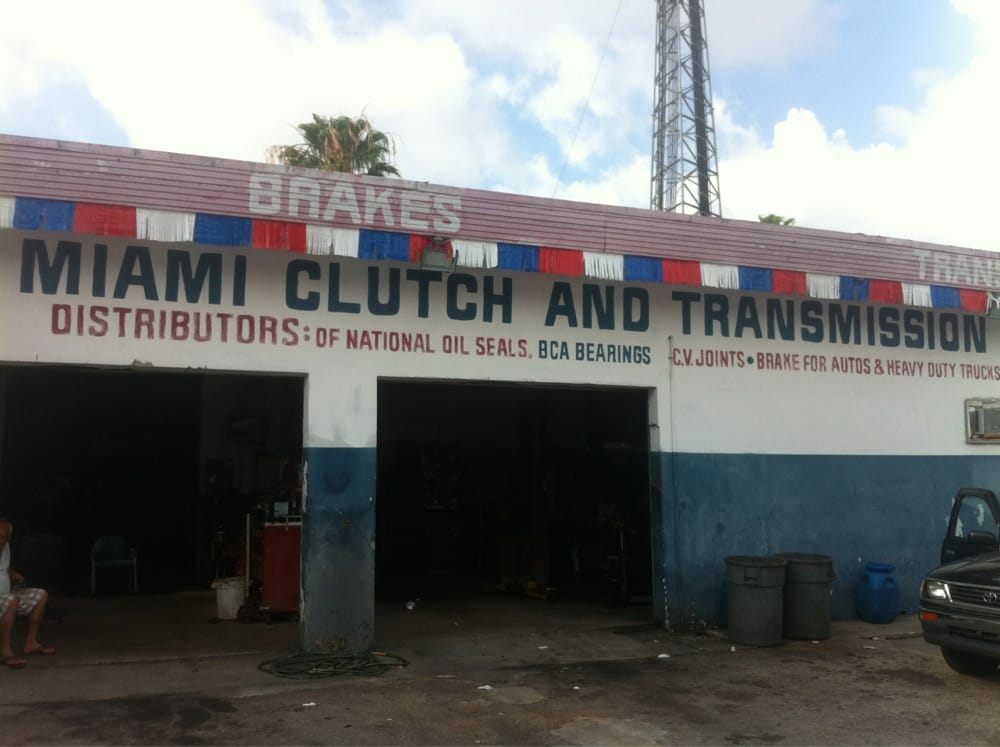 BRAKES
TRAN
MIAMI CLUTCH AND TRANSMISSION
DISTRIBUTORS: OF NATIONAL OIL SEALS. BCA BEARINGS C.V. JOINTS • BRAKE FOR AUTOS & HEAVY DUTY TRUCKS